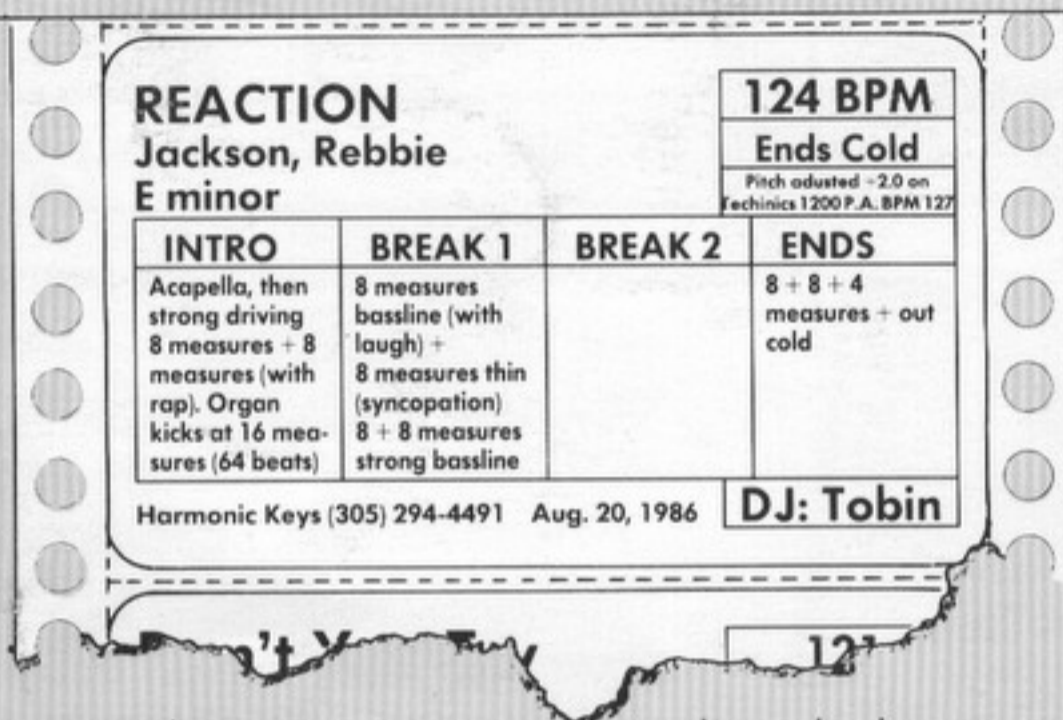 REACTION
Jackson, Rebbie
E minor
124 BPM
Ends Cold
Pitch adusted +2.0 on
Techinics 1200 P.A. BPM 127
INTRO
Acapella, then
strong driving
8 measures + 8
measures (with
rap). Organ
kicks at 16 mea-
sures (64 beats)
BREAK 1
8 measures
bassline (with
laugh) +
8 measures thin
(syncopation)
8 + 8 measures
strong bassline
BREAK 2
ENDS
8 + 8 + 4
measures + out
cold
Harmonic Keys (305) 294-4491 Aug. 20, 1986
DJ: Tobin